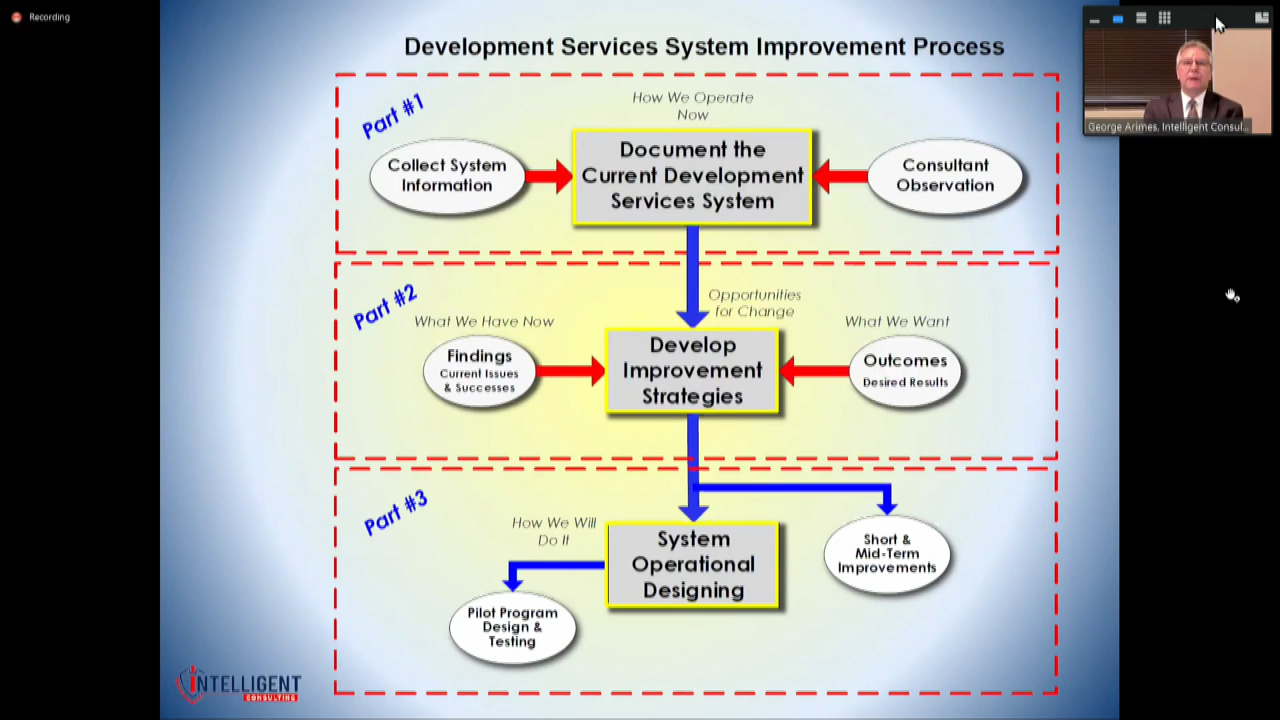 Recording
Development Services System Improvement Process
Part #1
How We Operate
Now
Collect System
Information
Document the
Current Development
Services System
Consultant
Observation
George Arimes, Intelligent Consul...
Part #2
What We Have Now
Opportunities
for Change
What We Want
Findings
Current Issues
& Successes
Develop
Improvement
Strategies
Outcomes
Desired Results
Part #3
How We Will
Do It
System
Operational
Designing
Short &
Mid-Term
Improvements
Pilot Program
Design &
Testing
INTELLIGENT
CONSULTING